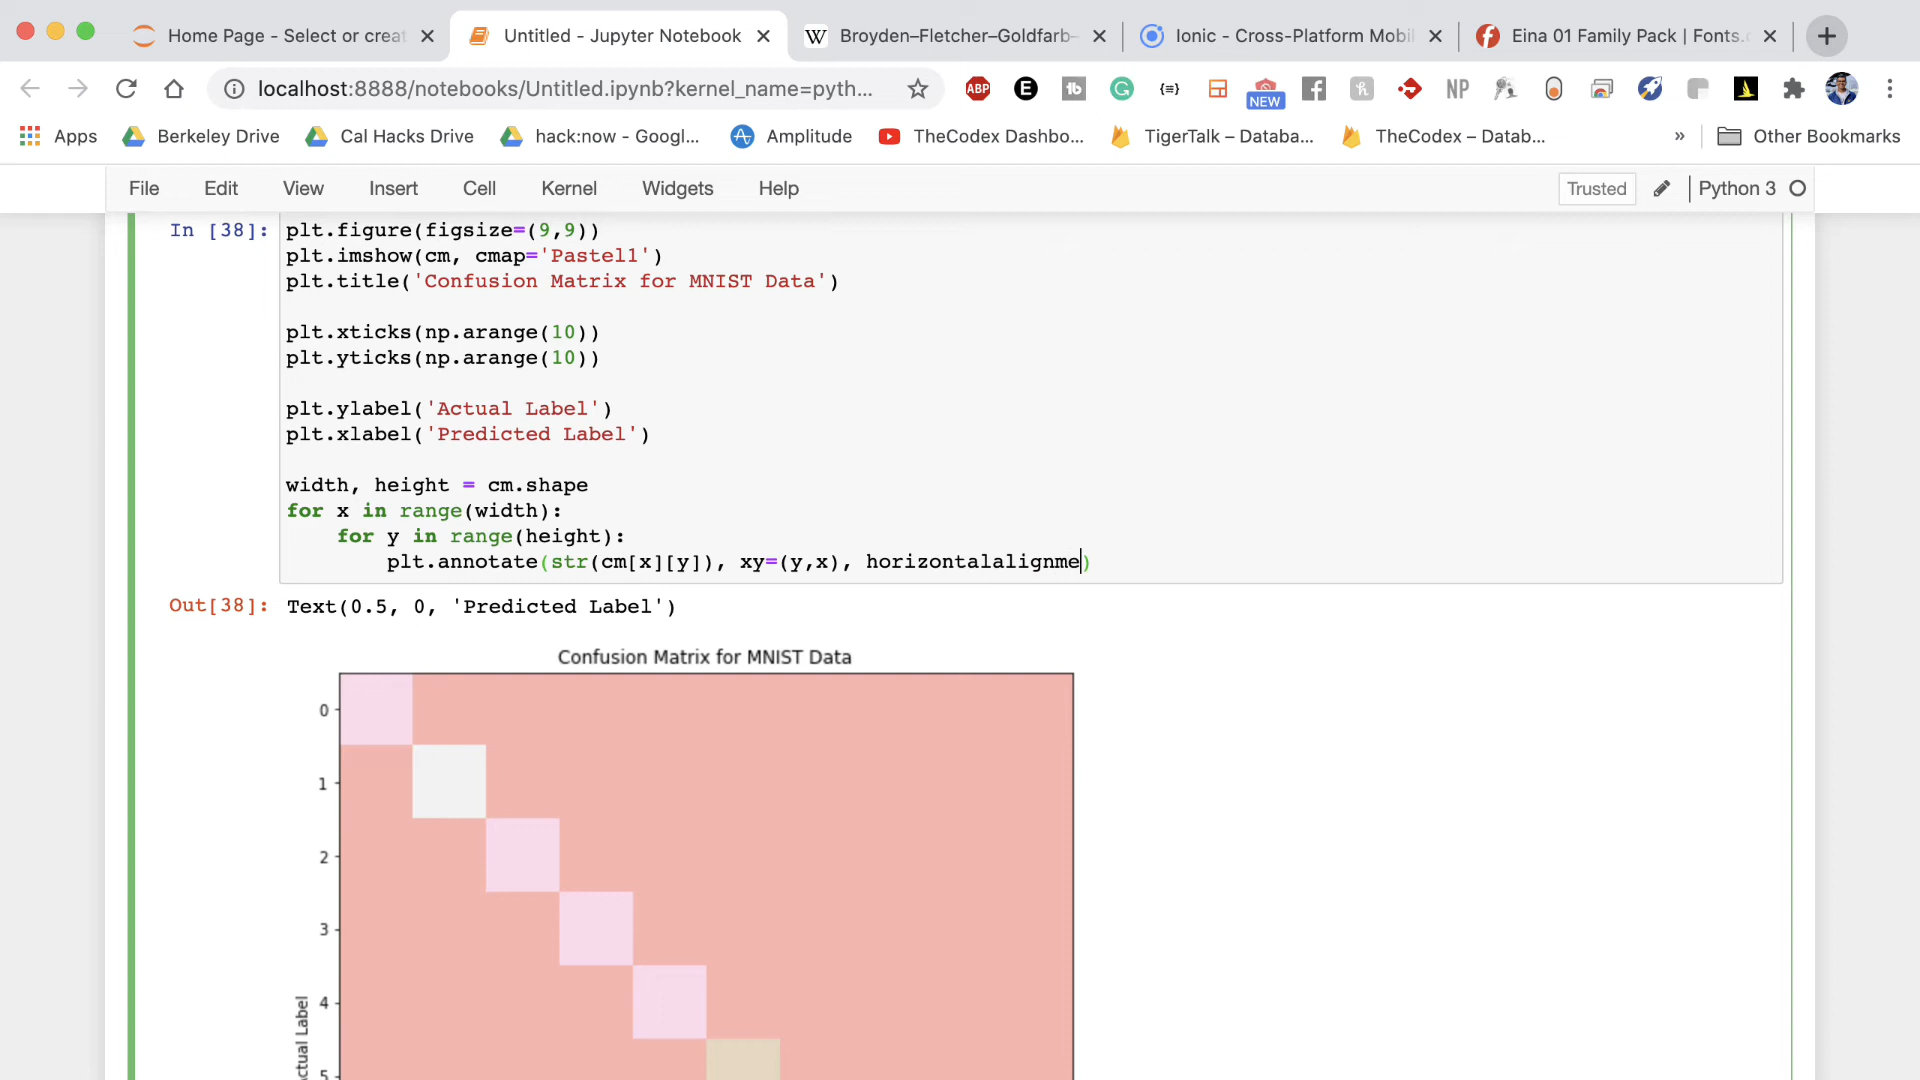 Home Page - Select or creat
Untitled - Jupyter Notebook
W Broyden–Fletcher–Goldfarb–
Ionic - Cross-Platform Mobil
Eina 01 Family Pack | Fonts.c
localhost:8888/notebooks/Untitled.ipynb?kernel_name=pyth...
ABP
E
tb
G
{≡}
NEW
NP
Apps
Berkeley Drive
Cal Hacks Drive
hack:now - Googl...
Amplitude
TheCodex Dashbo...
TigerTalk – Databa...
TheCodex – Datab...
»
Other Bookmarks
File Edit View Insert Cell Kernel Widgets Help
Trusted
Python 3
In [38]: plt.figure(figsize=(9,9))
plt.imshow(cm, cmap='Pastel1')
plt.title('Confusion Matrix for MNIST Data')
plt.xticks(np.arange(10))
plt.yticks(np.arange(10))
plt.ylabel('Actual Label')
plt.xlabel('Predicted Label')
width, height = cm.shape
for x in range(width):
for y in range(height):
plt.annotate(str(cm[x][y]), xy=(y,x), horizontalalignme)
Out[38]: Text(0.5, 0, 'Predicted Label')
Confusion Matrix for MNIST Data
0
1
2
3
4
5
ctual Label